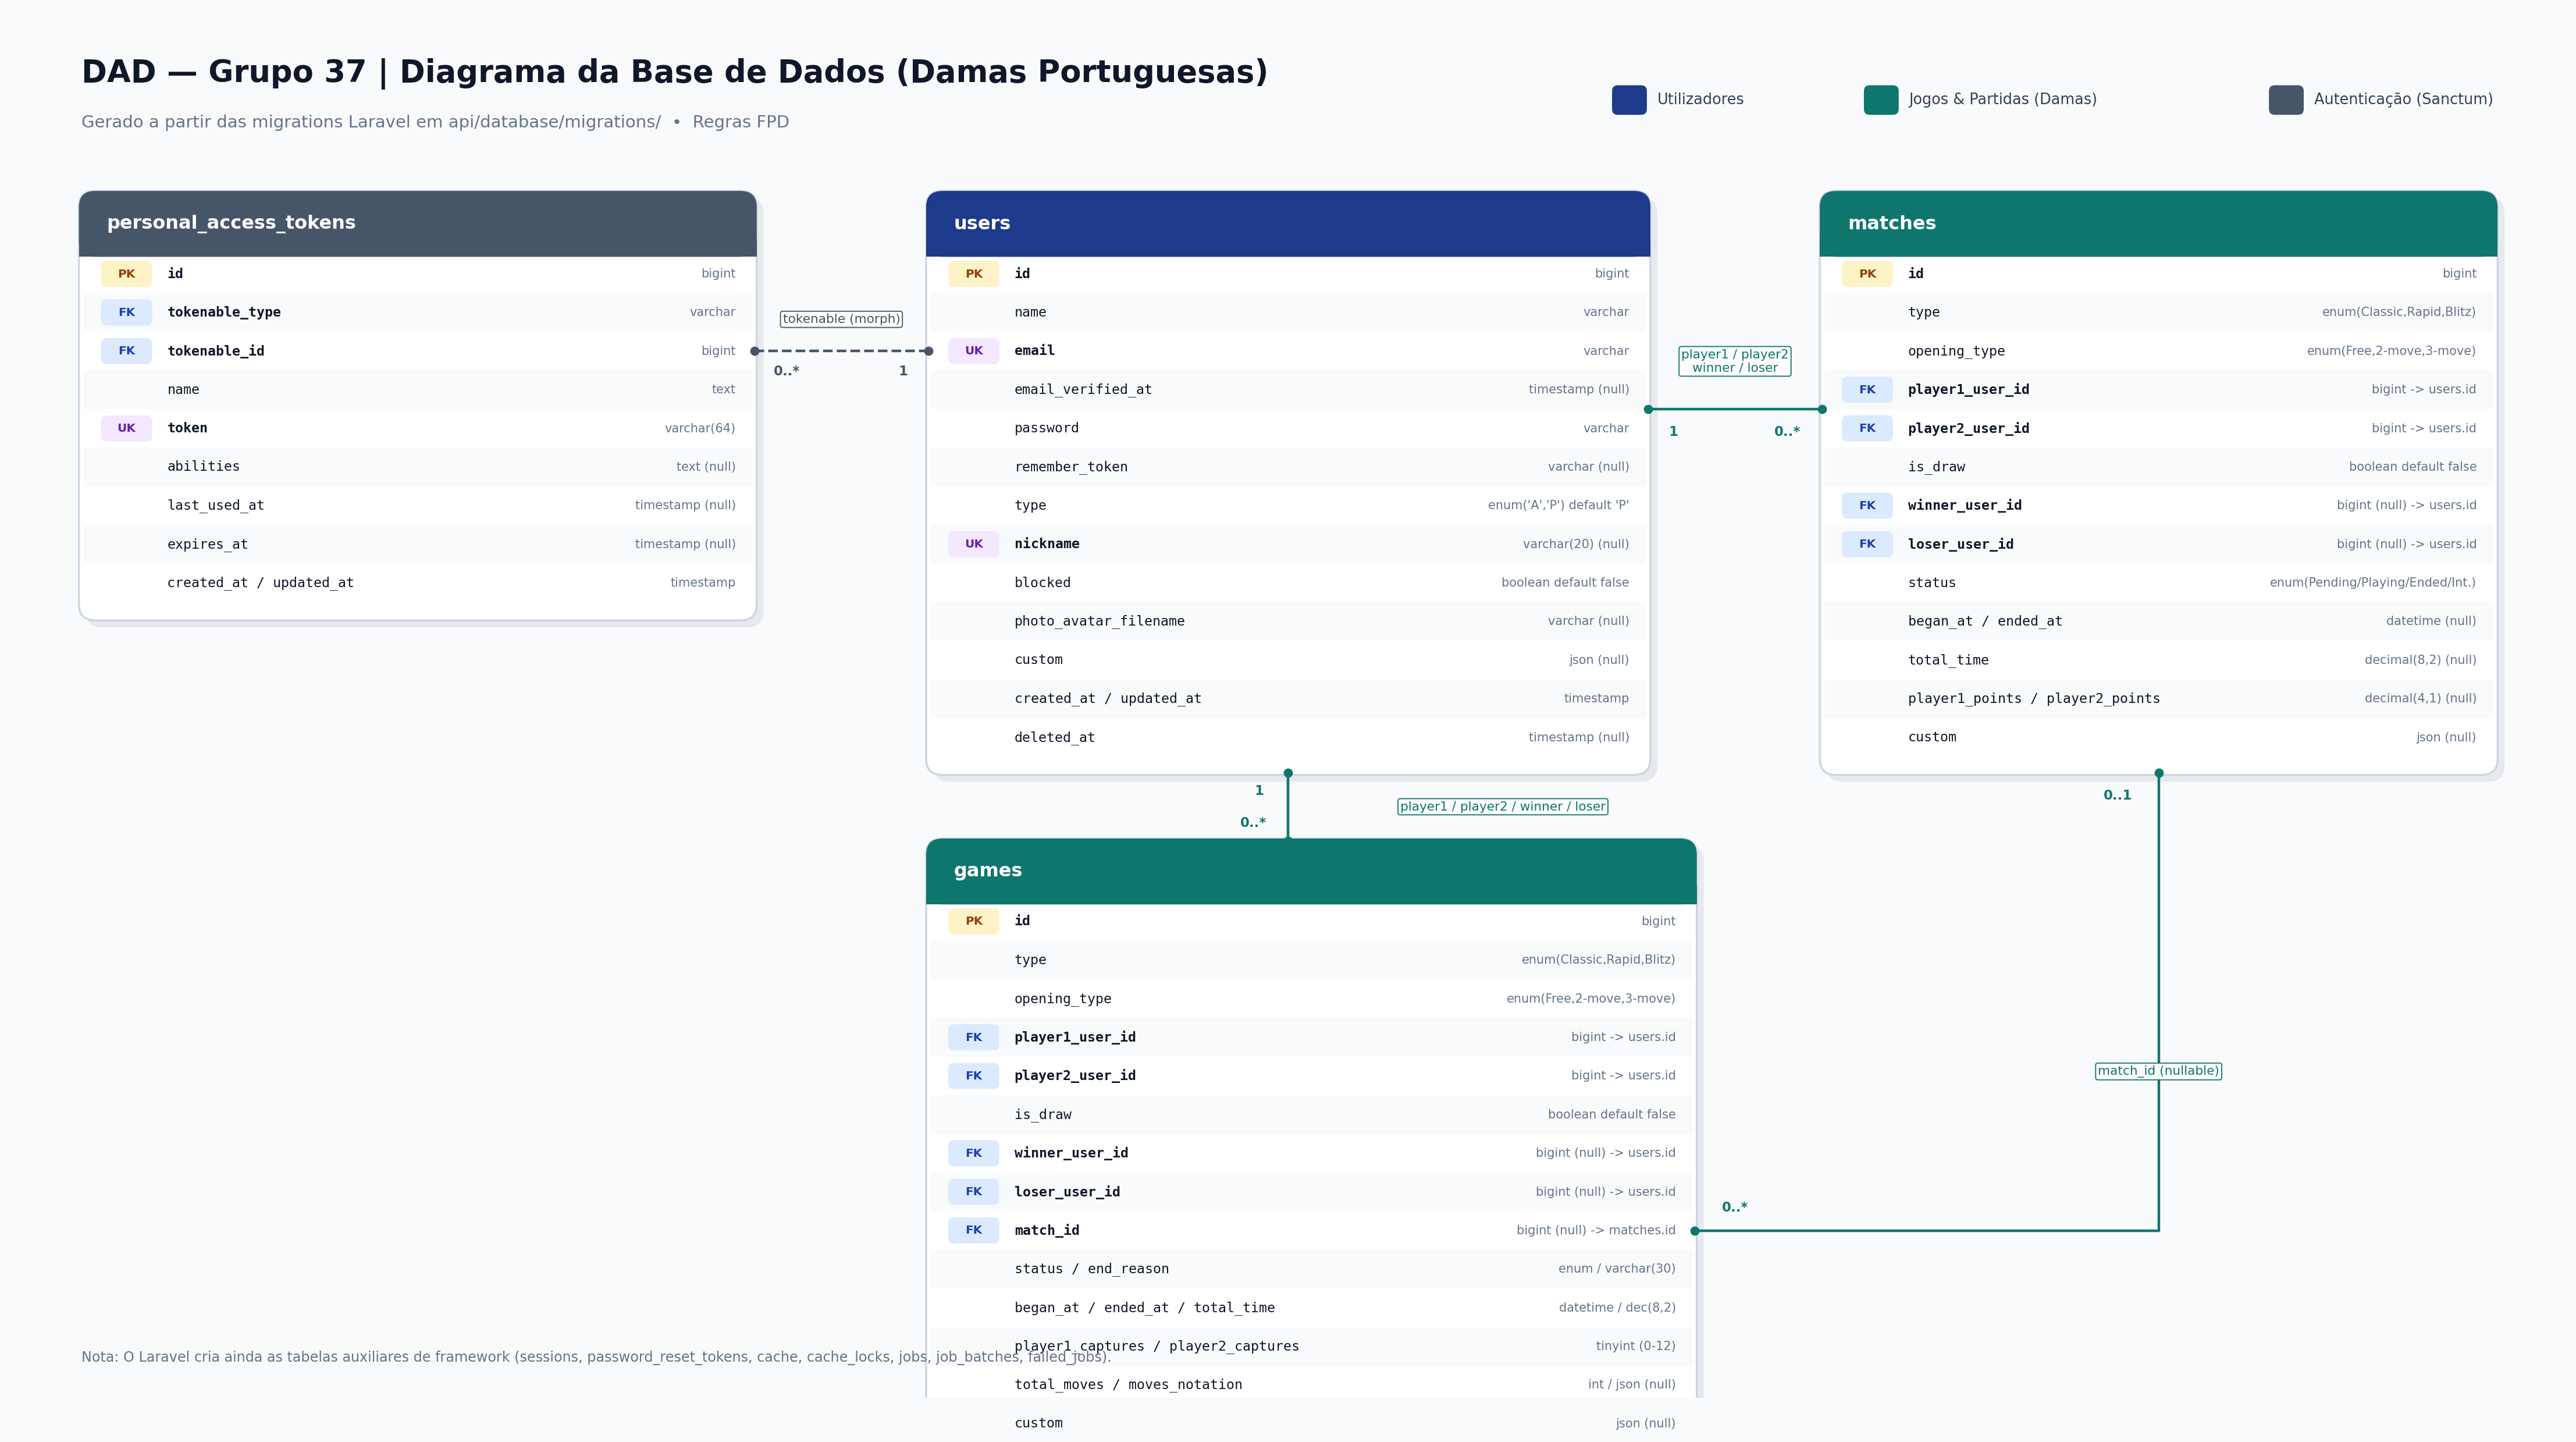 DAD — Grupo 37 | Diagrama da Base de Dados (Damas Portuguesas)
Gerado a partir das migrations Laravel em api/database/migrations/ • Regras FPD
Utilizadores
Jogos & Partidas (Damas)
Autenticação (Sanctum)
personal_access_tokens
PK id bigint
FK tokenable_type varchar
FK tokenable_id bigint
name text
UK token varchar(64)
abilities text (null)
last_used_at timestamp (null)
expires_at timestamp (null)
created_at / updated_at timestamp
tokenable (morph)
0..* 1
users
PK id bigint
name varchar
UK email varchar
email_verified_at timestamp (null)
password varchar
remember_token varchar (null)
type enum('A','P') default 'P'
UK nickname varchar(20) (null)
blocked boolean default false
photo_avatar_filename varchar (null)
custom json (null)
created_at / updated_at timestamp
deleted_at timestamp (null)
player1 / player2
winner / loser
1 0..*
matches
PK id bigint
type enum(Classic,Rapid,Blitz)
opening_type enum(Free,2-move,3-move)
FK player1_user_id bigint -> users.id
FK player2_user_id bigint -> users.id
is_draw boolean default false
FK winner_user_id bigint (null) -> users.id
FK loser_user_id bigint (null) -> users.id
status enum(Pending/Playing/Ended/Int.)
began_at / ended_at datetime (null)
total_time decimal(8,2) (null)
player1_points / player2_points decimal(4,1) (null)
custom json (null)
1
player1 / player2 / winner / loser
0..*
0..1
match_id (nullable)
0..*
games
PK id bigint
type enum(Classic,Rapid,Blitz)
opening_type enum(Free,2-move,3-move)
FK player1_user_id bigint -> users.id
FK player2_user_id bigint -> users.id
is_draw boolean default false
FK winner_user_id bigint (null) -> users.id
FK loser_user_id bigint (null) -> users.id
FK match_id bigint (null) -> matches.id
status / end_reason enum / varchar(30)
began_at / ended_at / total_time datetime / dec(8,2)
player1_captures / player2_captures tinyint (0-12)
total_moves / moves_notation int / json (null)
custom json (null)
Nota: O Laravel cria ainda as tabelas auxiliares de framework (sessions, password_reset_tokens, cache, cache_locks, jobs, job_batches, failed_jobs).